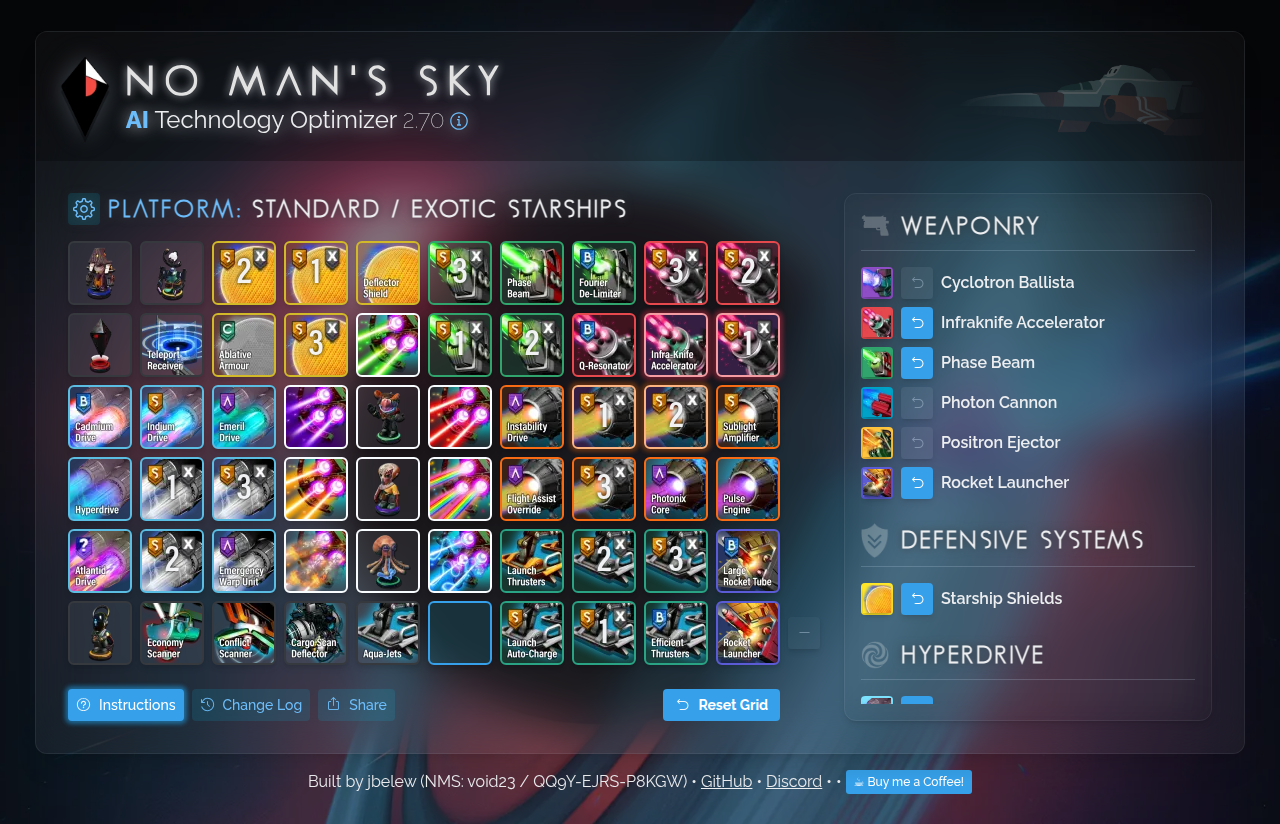 NO MAN'S SKY
AI Technology Optimizer 2.70
PLATFORM: STANDARD / EXOTIC STARSHIPS
S 2 X
S 1 X
Deflector Shield
S 3 X
Phase Beam
B Fourier De-Limiter
S 3 X
S 2 X
Teleport Receiver
C Ablative Armour
S 3 X
S 1 X
S 2 X
B Q-Resonator
Infra-Knife Accelerator
S 1 X
B Cadmium Drive
S Indium Drive
A Emeril Drive
A Instability Drive
S 1 X
S 2 X
S Sublight Amplifier
Hyperdrive
S 1 X
S 3 X
A Flight Assist Override
S 3 X
A Photonix Core
Pulse Engine
? Atlantid Drive
S 2 X
A Emergency Warp Unit
Launch Thrusters
S 2 X
S 3 X
B Large Rocket Tube
Economy Scanner
Conflict Scanner
Cargo Scan Deflector
Aqua-Jets
S Launch Auto-Charge
S 1 X
B Efficient Thrusters
Rocket Launcher
Instructions
Change Log
Share
Reset Grid
WEAPONRY
Cyclotron Ballista
Infraknife Accelerator
Phase Beam
Photon Cannon
Positron Ejector
Rocket Launcher
DEFENSIVE SYSTEMS
Starship Shields
HYPERDRIVE
Built by jbelew (NMS: void23 / QQ9Y-EJRS-P8KGW) • GitHub • Discord • • Buy me a Coffee!